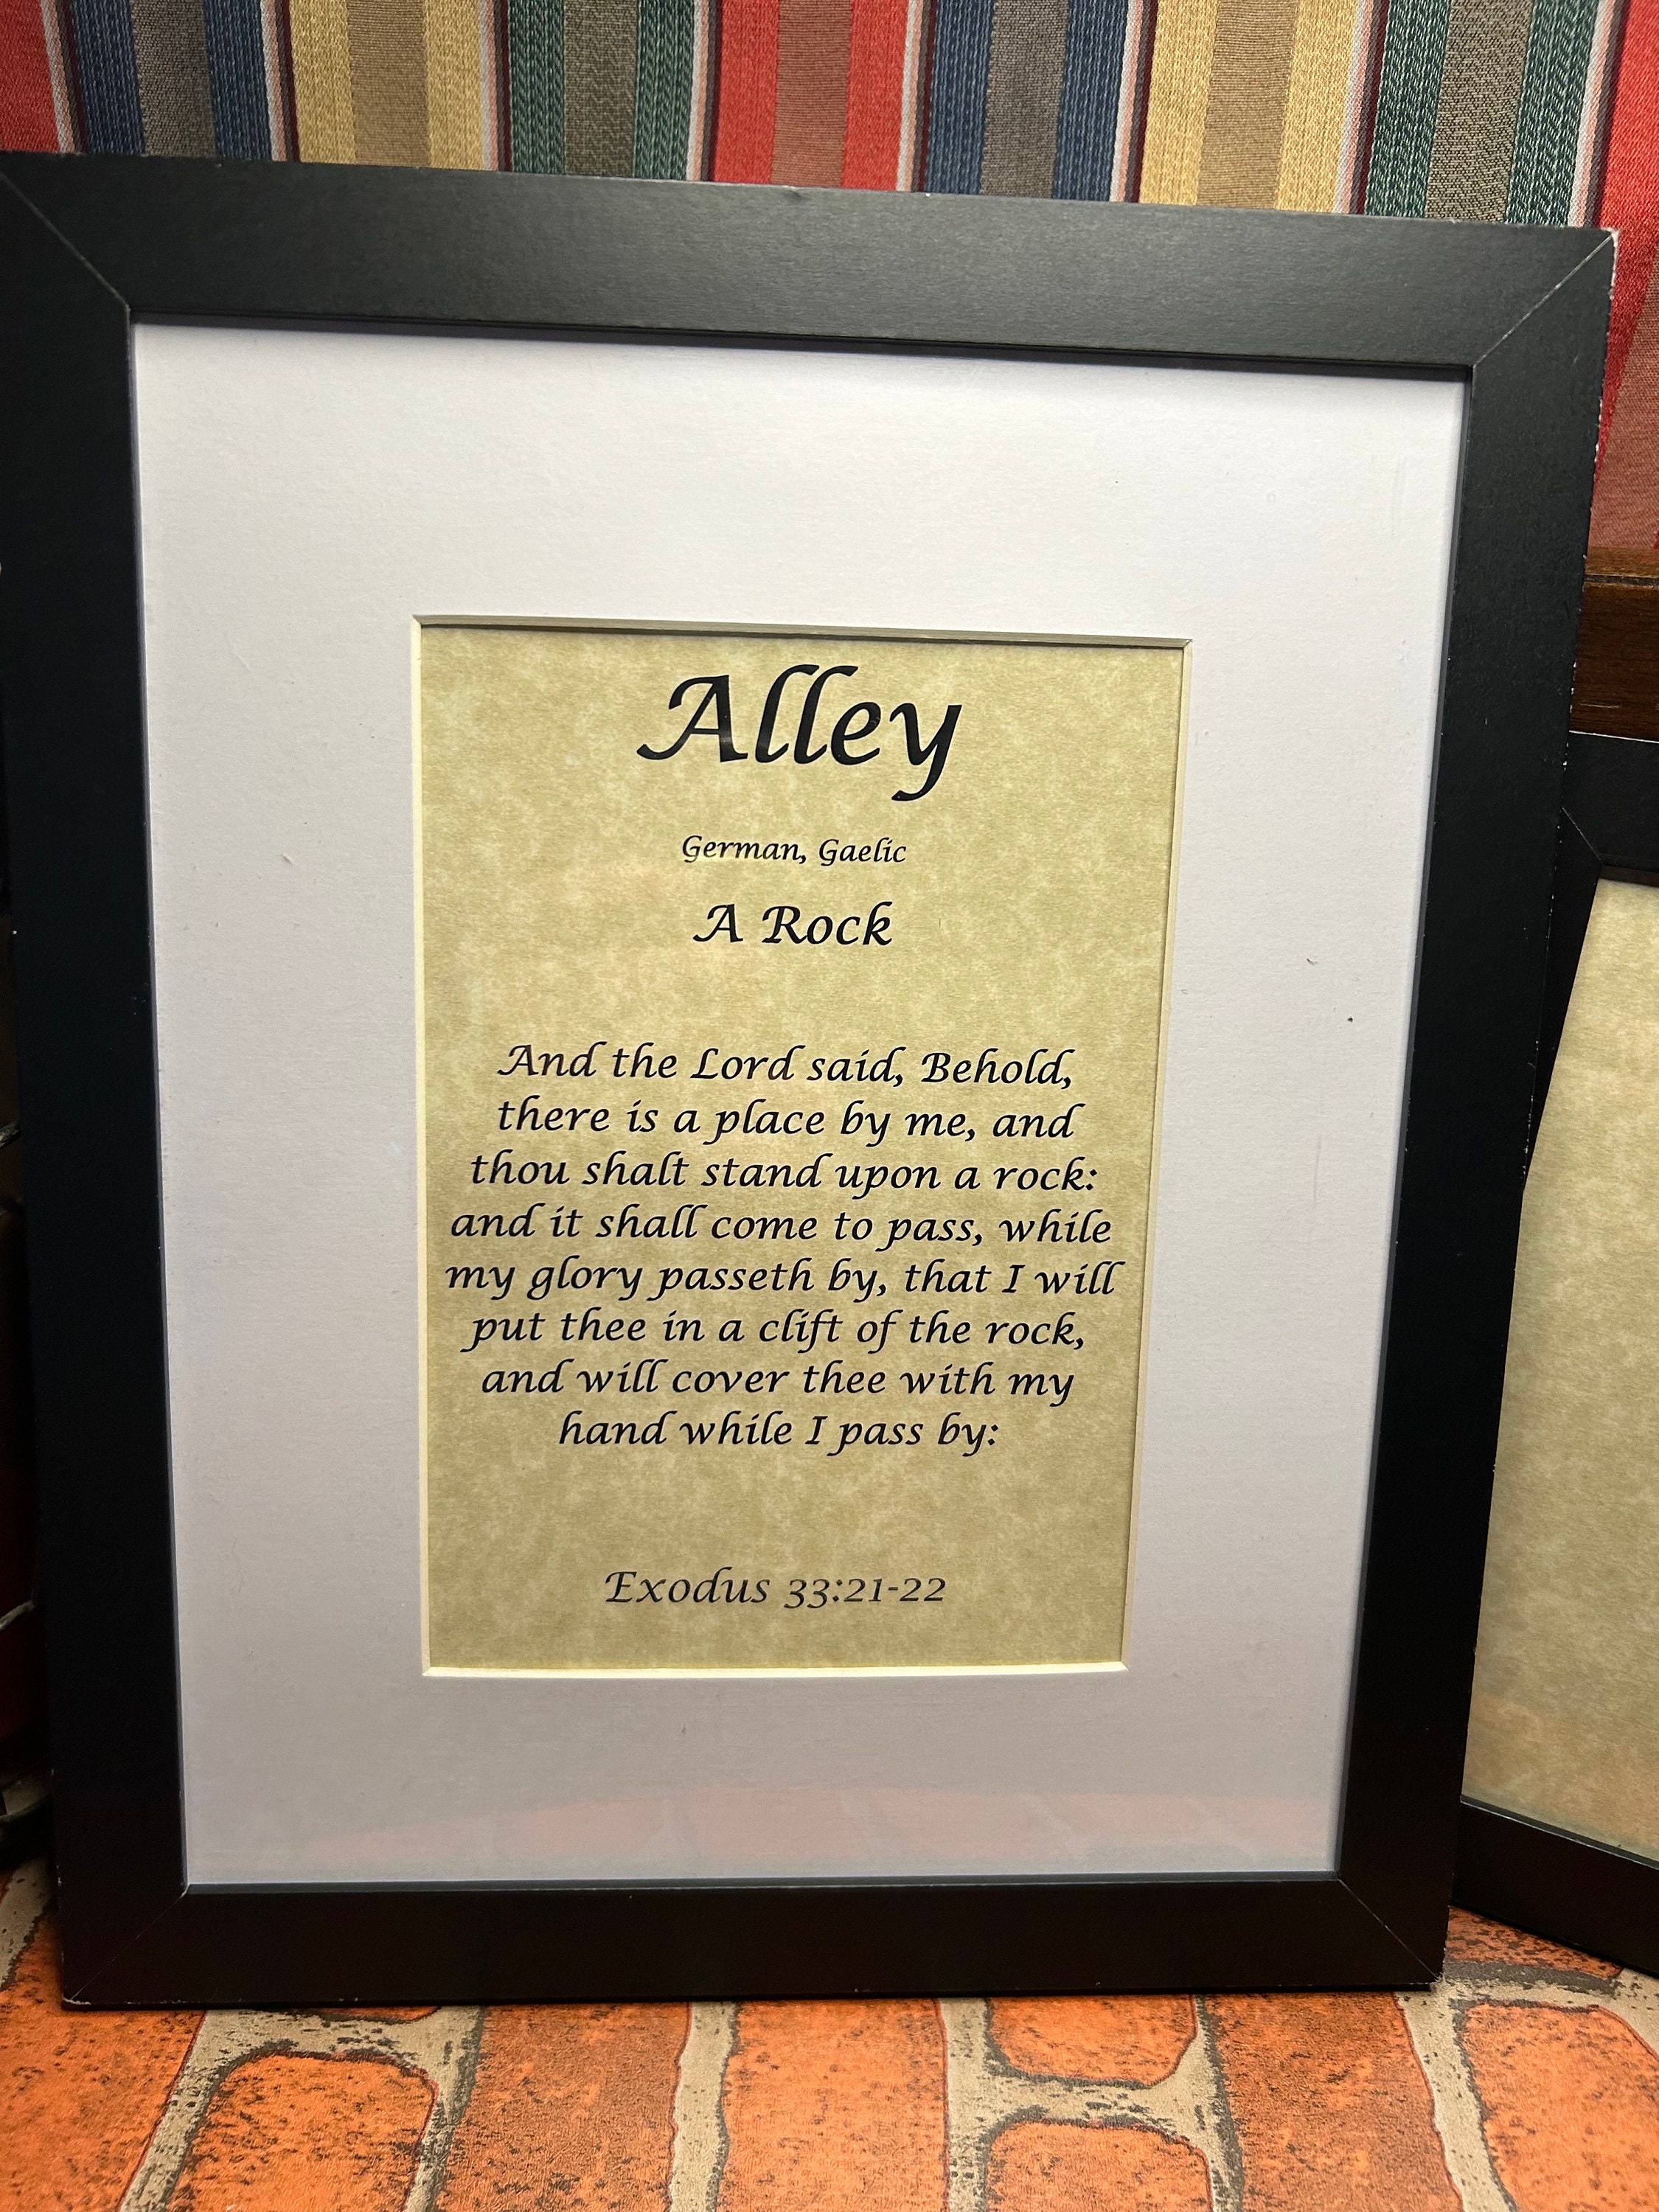 Alley
German, Gaelic
A Rock
And the Lord said, Behold,
there is a place by me, and
thou shalt stand upon a rock:
and it shall come to pass, while
my glory passeth by, that I will
put thee in a clift of the rock,
and will cover thee with my
hand while I pass by:
Exodus 33:21-22